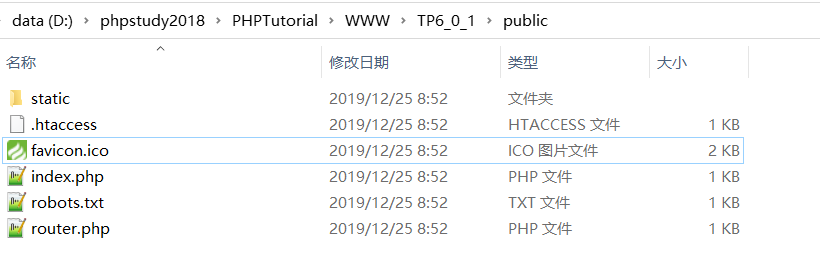 data (D:) › phpstudy2018 › PHPTutorial › WWW › TP6_0_1 › public
名称 修改日期 类型 大小
static 2019/12/25 8:52 文件夹
.htaccess 2019/12/25 8:52 HTACCESS 文件 1 KB
favicon.ico 2019/12/25 8:52 ICO 图片文件 2 KB
index.php 2019/12/25 8:52 PHP 文件 1 KB
robots.txt 2019/12/25 8:52 TXT 文件 1 KB
router.php 2019/12/25 8:52 PHP 文件 1 KB